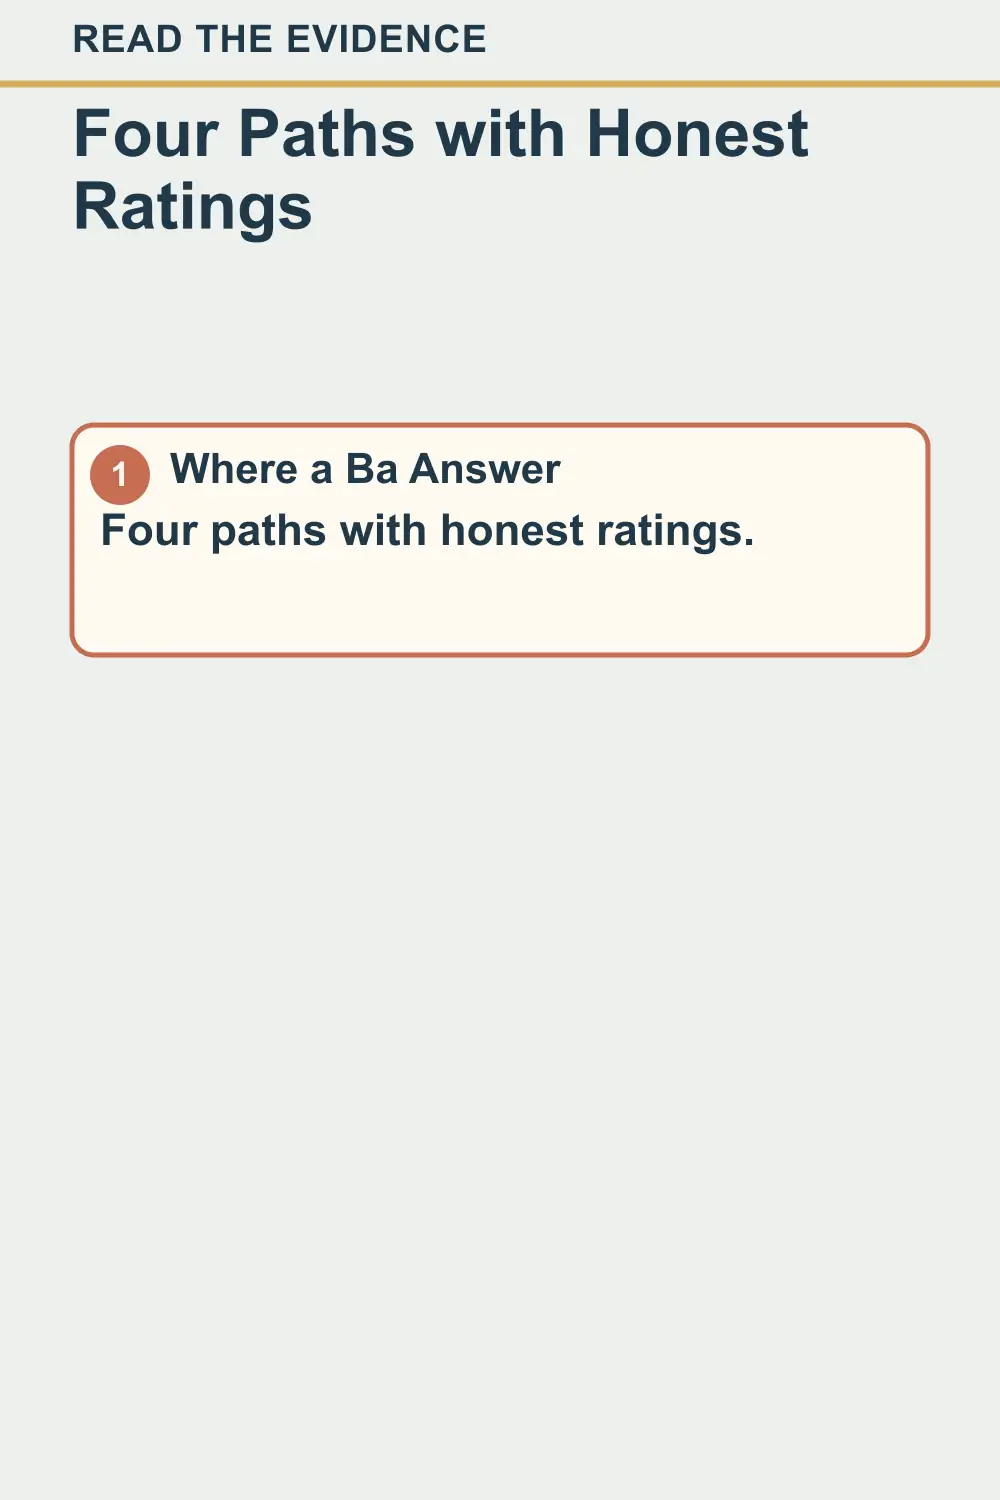 READ THE EVIDENCE
Four Paths with Honest
Ratings
1 Where a Ba Answer
Four paths with honest ratings.